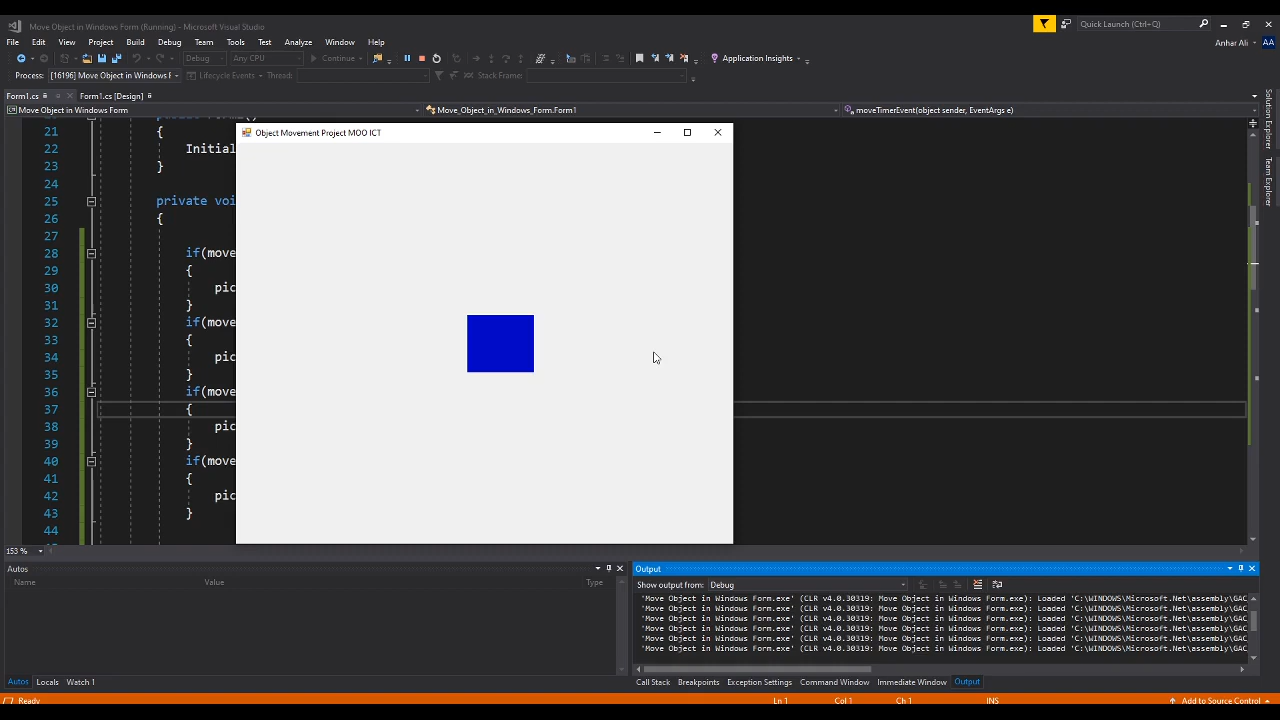 Move Object in Windows Form (Running) - Microsoft Visual Studio
Quick Launch (Ctrl+Q)
File Edit View Project Build Debug Team Tools Test Analyze Window Help
Anhar Ali AA
Debug Any CPU Continue Application Insights
Process: [16196] Move Object in Windows F Lifecycle Events Thread: Stack Frame:
Form1.cs Form1.cs [Design]
Move Object in Windows Form Move_Object_in_Windows_Form.Form1 moveTimerEvent(object sender, EventArgs e)
Solution Explorer
Team Explorer
Object Movement Project MOO ICT
21 {
22 Initial
23 }
24
25 private voi
26 {
27
28 if(move
29 {
30 pic
31 }
32 if(move
33 {
34 pic
35 }
36 if(move
37 {
38 pic
39 }
40 if(move
41 {
42 pic
43 }
44
153 %
Autos
Name Value Type
Output
Show output from: Debug
'Move Object in Windows Form.exe' (CLR v4.0.30319: Move Object in Windows Form.exe): Loaded 'C:\WINDOWS\Microsoft.Net\assembly\GAC
'Move Object in Windows Form.exe' (CLR v4.0.30319: Move Object in Windows Form.exe): Loaded 'C:\WINDOWS\Microsoft.Net\assembly\GAC
'Move Object in Windows Form.exe' (CLR v4.0.30319: Move Object in Windows Form.exe): Loaded 'C:\WINDOWS\Microsoft.Net\assembly\GAC
'Move Object in Windows Form.exe' (CLR v4.0.30319: Move Object in Windows Form.exe): Loaded 'C:\WINDOWS\Microsoft.Net\assembly\GAC
'Move Object in Windows Form.exe' (CLR v4.0.30319: Move Object in Windows Form.exe): Loaded 'C:\WINDOWS\Microsoft.Net\assembly\GAC
'Move Object in Windows Form.exe' (CLR v4.0.30319: Move Object in Windows Form.exe): Loaded 'C:\WINDOWS\Microsoft.Net\assembly\GAC
Autos Locals Watch 1
Call Stack Breakpoints Exception Settings Command Window Immediate Window Output
Ready Ln 1 Col 1 Ch 1 INS Add to Source Control